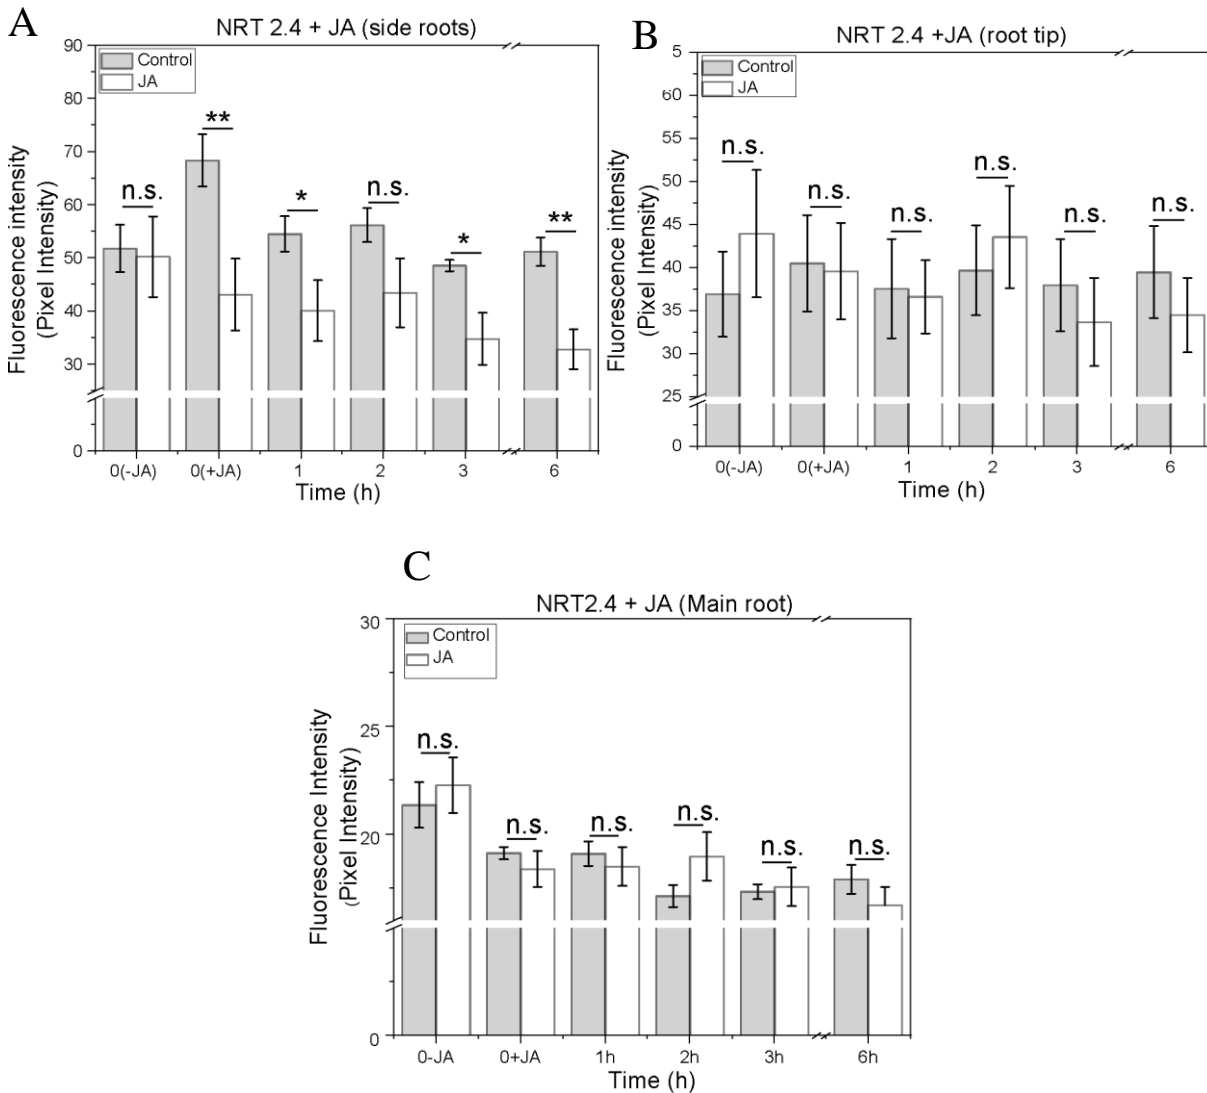 A
NRT 2.4 + JA (side roots)
Control
JA
90
80
70
60
50
40
30
0
Fluorescence intensity
(Pixel Intensity)
n.s.
**
*
n.s.
*
**
0(-JA) 0(+JA) 1 2 3 6
Time (h)
B
NRT 2.4 +JA (root tip)
Control
JA
5
60
55
50
45
40
35
30
25
0
Fluorescence intensity
(Pixel Intensity)
n.s.
n.s.
n.s.
n.s.
n.s.
n.s.
0(-JA) 0(+JA) 1 2 3 6
Time (h)
C
NRT2.4 + JA (Main root)
Control
JA
30
25
20
0
Fluorescence Intensity
(Pixel Intensity)
n.s.
n.s.
n.s.
n.s.
n.s.
n.s.
0-JA 0+JA 1h 2h 3h 6h
Time (h)